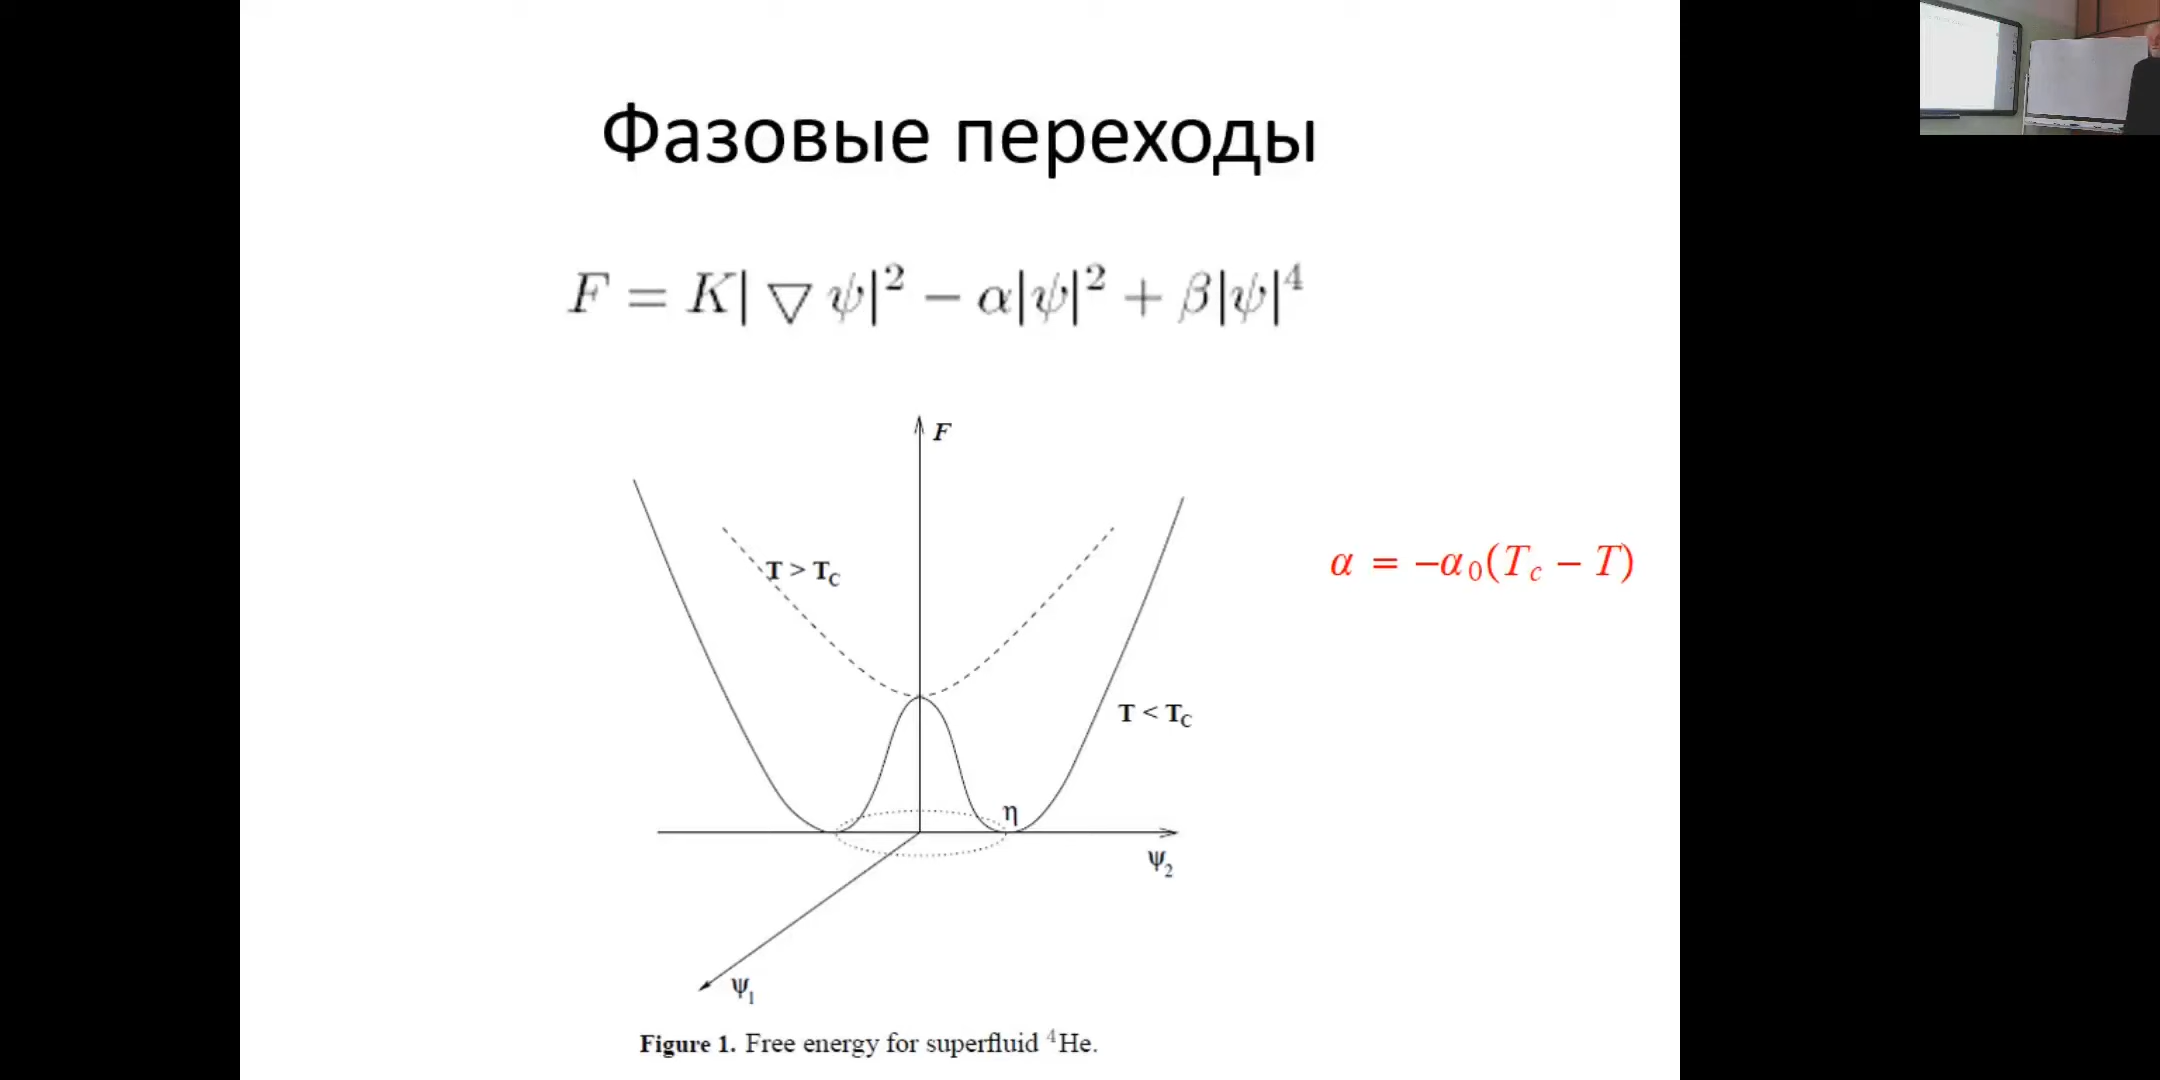 Фазовые переходы
F = K| ▽ ψ|² − α|ψ|² + β|ψ|⁴
F
T > T_C
α = −α₀(T_c − T)
T < T_C
η
Ψ₂
Ψ₁
Figure 1. Free energy for superfluid ⁴He.